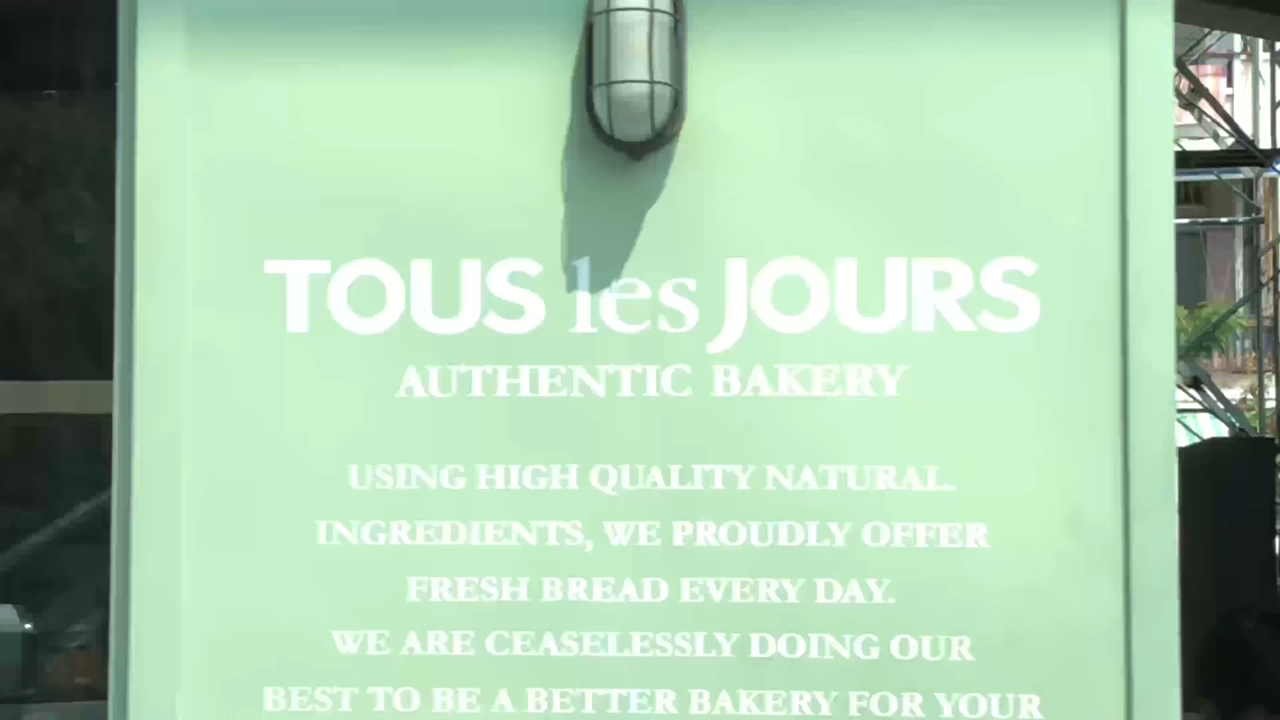 TOUS les JOURS
AUTHENTIC BAKERY
USING HIGH QUALITY NATURAL.
INGREDIENTS, WE PROUDLY OFFER
FRESH BREAD EVERY DAY.
WE ARE CEASELESSLY DOING OUR
BEST TO BE A BETTER BAKERY FOR YOUR